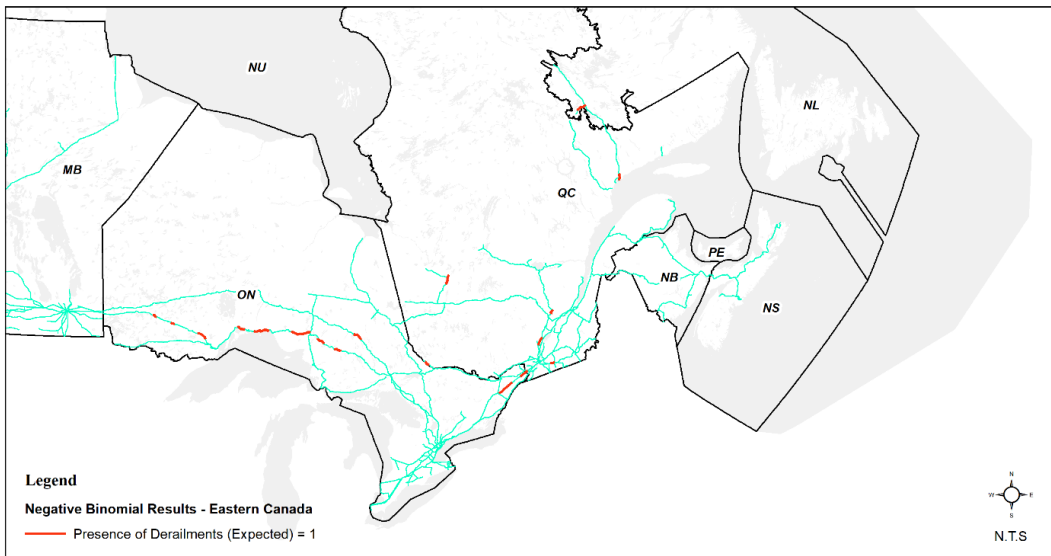 NU
NL
MB
QC
PE
ON
NB
NS
Legend
Negative Binomial Results - Eastern Canada
Presence of Derailments (Expected) = 1
N
W E
S
N.T.S